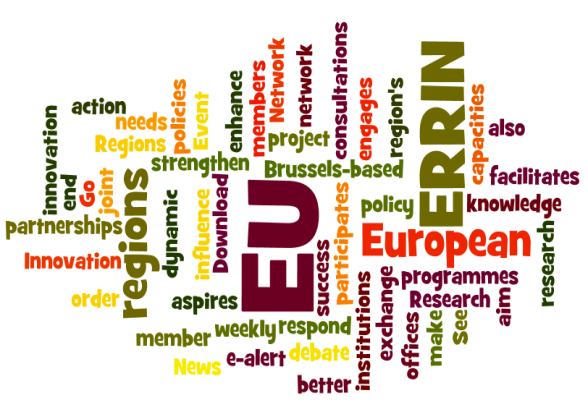 action
needs
policies
Event
enhance
members
Network
network
consultations
engages
region's
ERRIN
capacities
also
innovation
end
Go
joint
Regions
strengthen
project
Brussels-based
facilitates
partnerships
regions
dynamic
influence
Download
EU
success
participates
policy
knowledge
European
Innovation
order
aspires
institutions
exchange
programmes
Research
aim
research
member
weekly
respond
offices
make
See
News
e-alert
debate
better